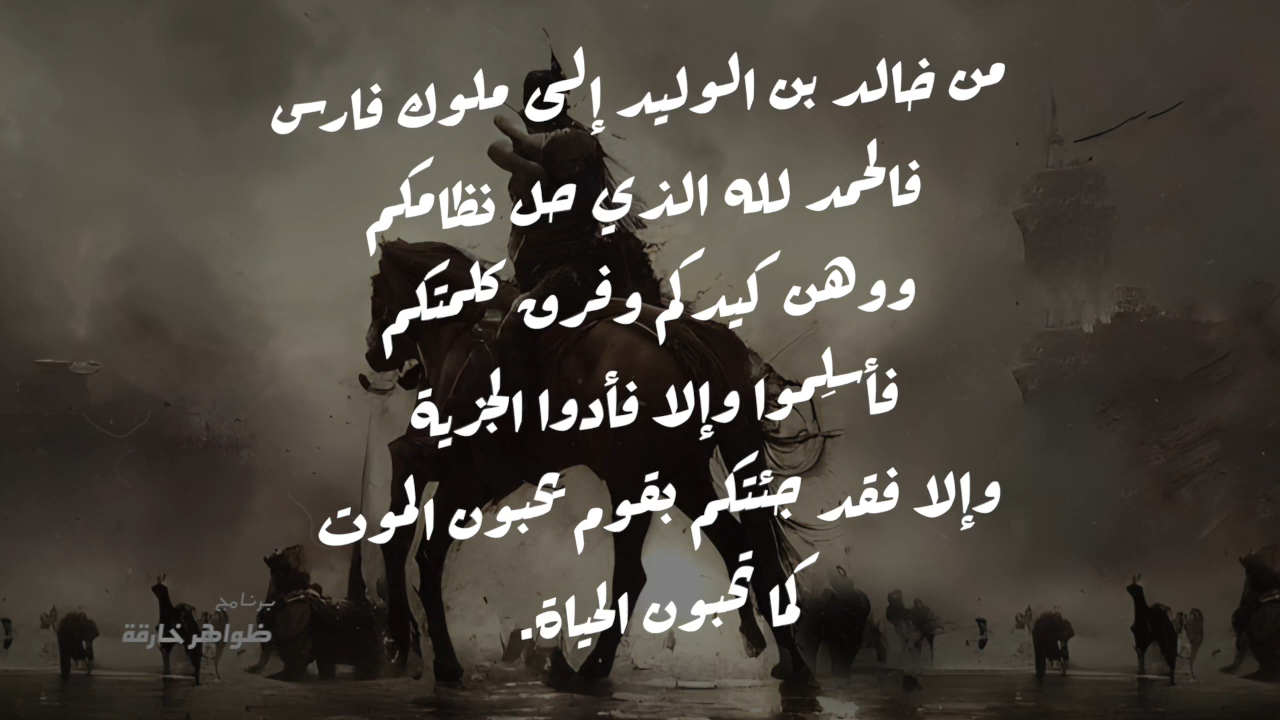 من خالد بن الوليد إلى ملوك فارس
فالحمد لله الذي حل نظامكم
ووهن كيدكم وفرق كلمتكم
فأسلِموا وإلا فأدوا الجزية
وإلا فقد جئتكم بقوم يحبون الموت
كما تحبون الحياة.
برنامج
ظواهر خارقة